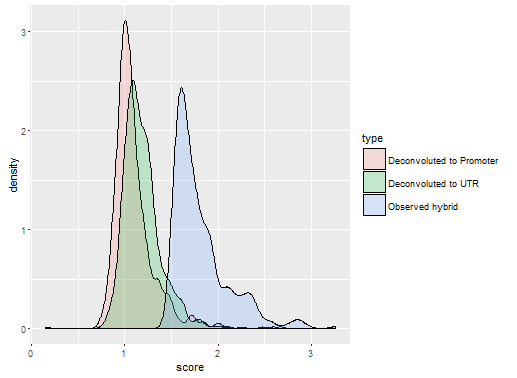 3
2
1
0
0
1
2
3
density
score
type
Deconvoluted to Promoter
Deconvoluted to UTR
Observed hybrid